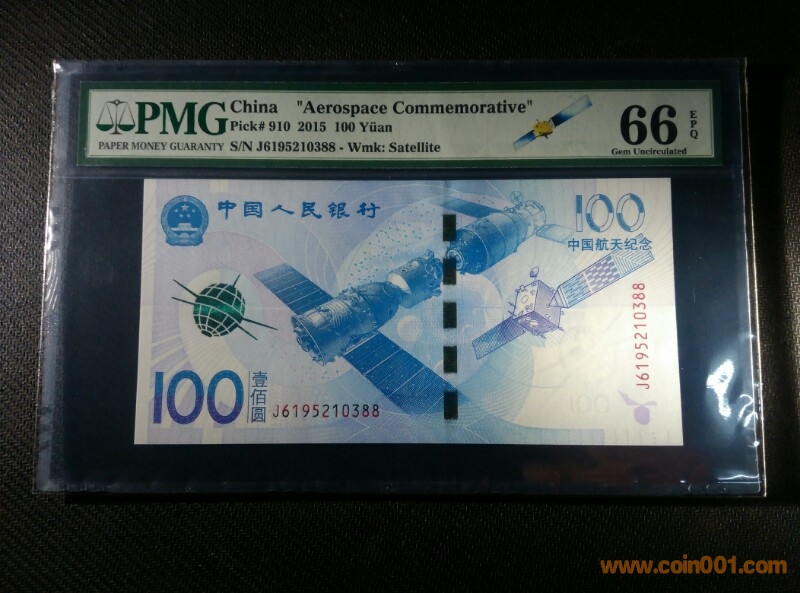 PMG
PAPER MONEY GUARANTY
China "Aerospace Commemorative"
Pick# 910 2015 100 Yüan
S/N J6195210388 - Wmk: Satellite
66
EPQ
Gem Uncirculated
中国人民银行
100
中国航天纪念
J6195210388
100
壹佰圆
J6195210388
100
www.coin001.com